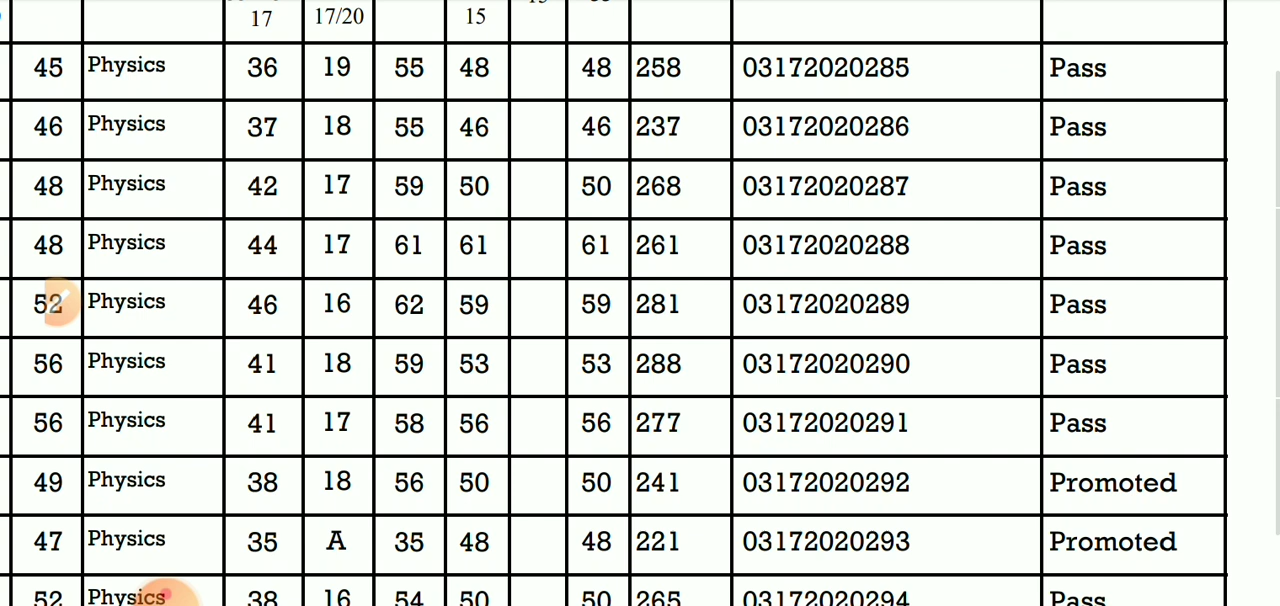 17 17/20 15
45 Physics 36 19 55 48 48 258 03172020285 Pass
46 Physics 37 18 55 46 46 237 03172020286 Pass
48 Physics 42 17 59 50 50 268 03172020287 Pass
48 Physics 44 17 61 61 61 261 03172020288 Pass
52 Physics 46 16 62 59 59 281 03172020289 Pass
56 Physics 41 18 59 53 53 288 03172020290 Pass
56 Physics 41 17 58 56 56 277 03172020291 Pass
49 Physics 38 18 56 50 50 241 03172020292 Promoted
47 Physics 35 A 35 48 48 221 03172020293 Promoted
52 Physics 38 16 54 50 50 265 03172020294 Pass